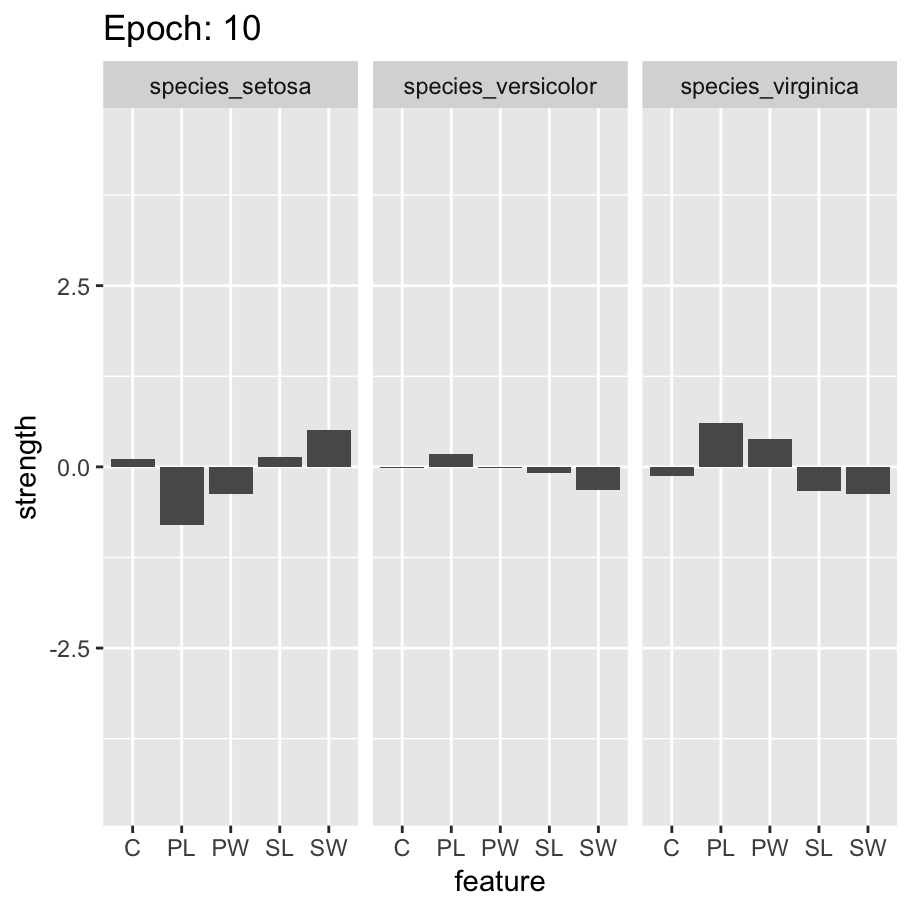 Epoch: 10
species_setosa species_versicolor species_virginica
2.5
0.0
-2.5
strength
C PL PW SL SW C PL PW SL SW C PL PW SL SW
feature